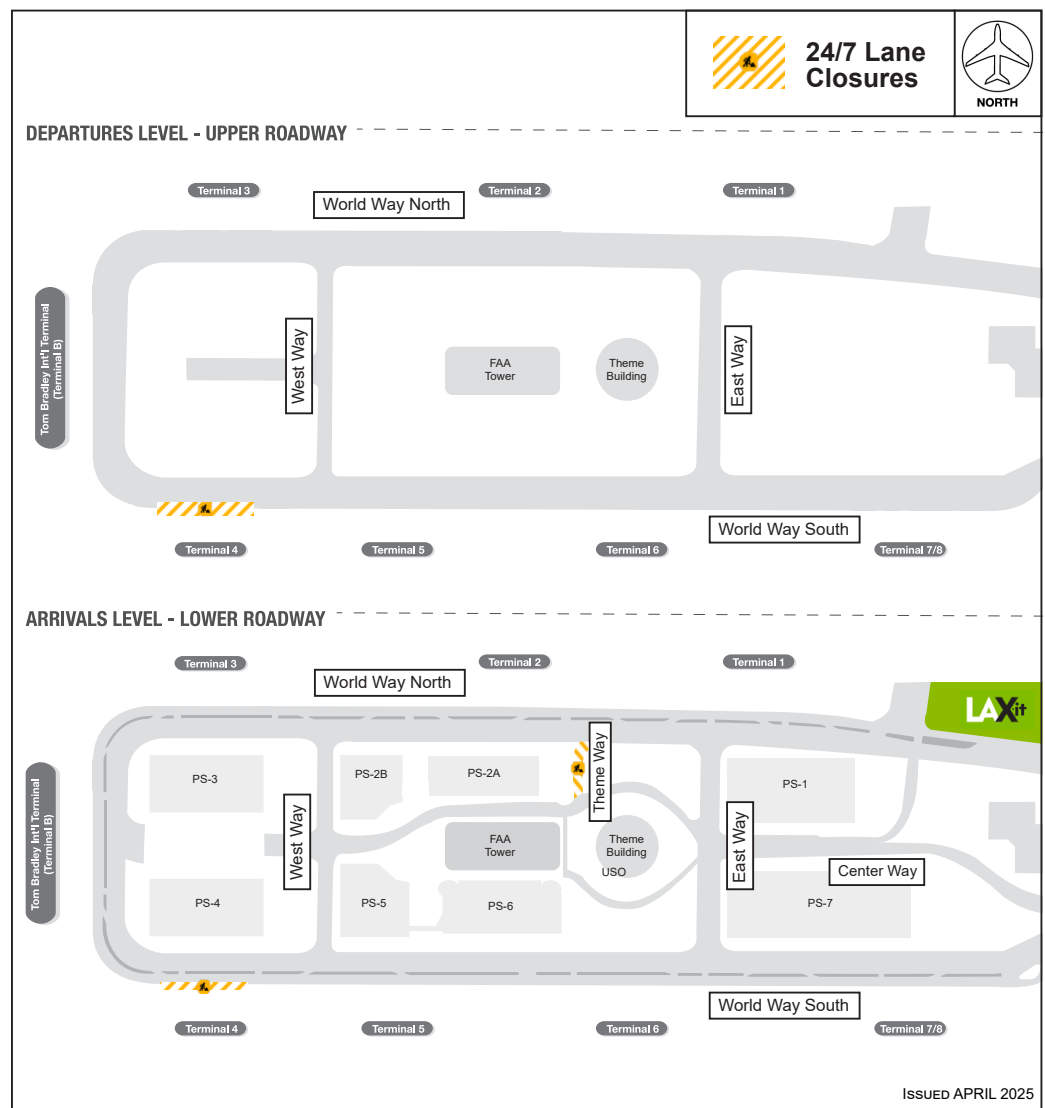 24/7 Lane
Closures
NORTH
DEPARTURES LEVEL - UPPER ROADWAY
Terminal 3
World Way North
Terminal 2
Terminal 1
Tom Bradley Int'l Terminal
(Terminal B)
West Way
FAA
Tower
Theme
Building
East Way
World Way South
Terminal 4
Terminal 5
Terminal 6
Terminal 7/8
ARRIVALS LEVEL - LOWER ROADWAY
Terminal 3
World Way North
Terminal 2
Terminal 1
LAXit
Tom Bradley Int'l Terminal
(Terminal B)
PS-3
PS-2B
PS-2A
Theme Way
PS-1
West Way
FAA
Tower
Theme
Building
USO
East Way
Center Way
PS-4
PS-5
PS-6
PS-7
World Way South
Terminal 4
Terminal 5
Terminal 6
Terminal 7/8
ISSUED APRIL 2025